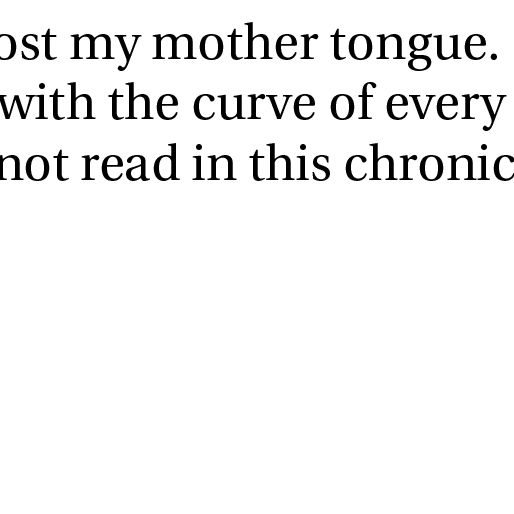 ost my mother tongue.
with the curve of every
not read in this chronic